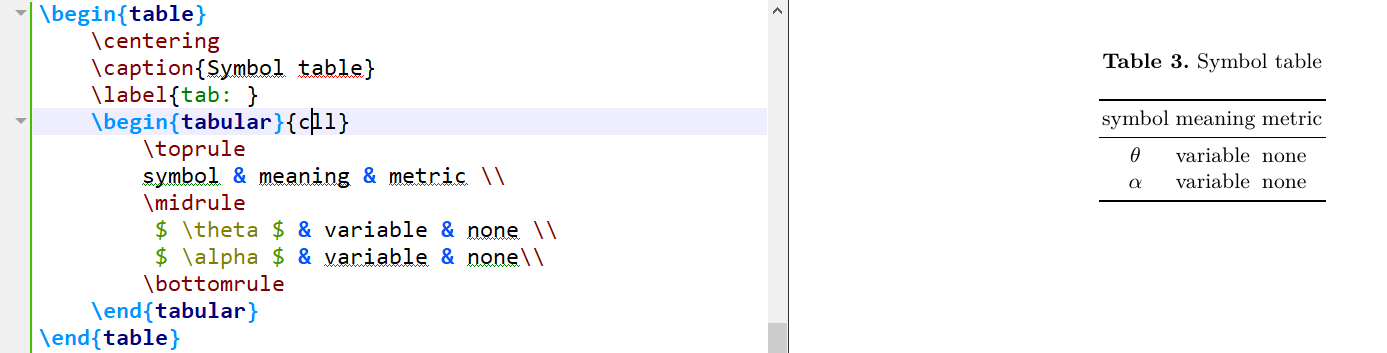 \begin{table}
\centering
\caption{Symbol table}
\label{tab: }
\begin{tabular}{cll}
\toprule
symbol & meaning & metric \\
\midrule
$ \theta $ & variable & none \\
$ \alpha $ & variable & none\\
\bottomrule
\end{tabular}
\end{table}
Table 3. Symbol table
symbol meaning metric
θ variable none
α variable none